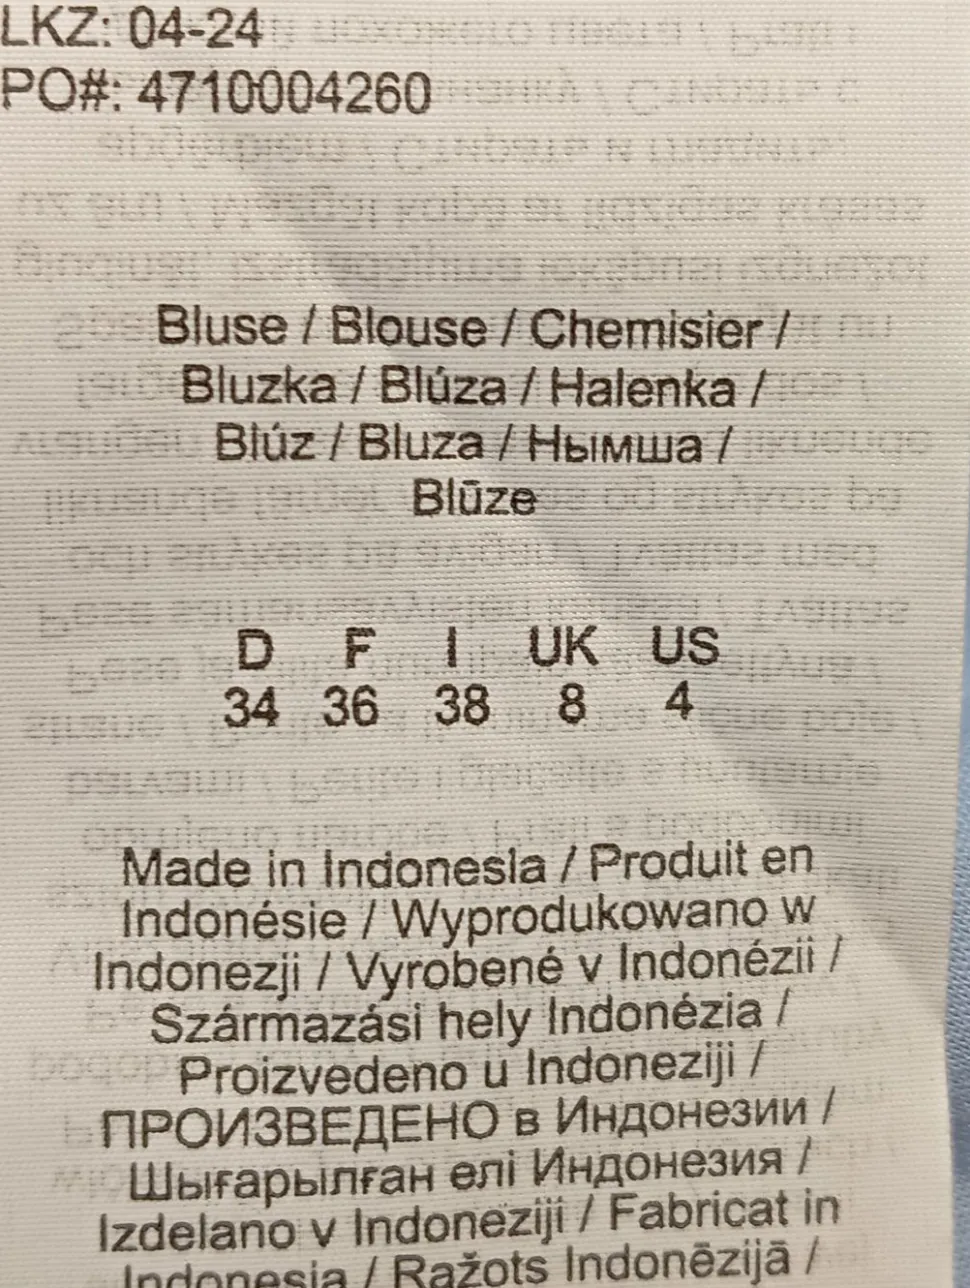 LKZ: 04-24
PO#: 4710004260
Bluse / Blouse / Chemisier /
Bluzka / Blúza / Halenka /
Blúz / Bluza / Нымша /
Blūze
D F I UK US
34 36 38 8 4
Made in Indonesia / Produit en
Indonésie / Wyprodukowano w
Indonezji / Vyrobené v Indonézii /
Származási hely Indonézia /
Proizvedeno u Indoneziji /
ПРОИЗВЕДЕНО в Индонезии /
Шығарылған елі Индонезия /
Izdelano v Indoneziji / Fabricat in
Indonesia / Ražots Indonēzijā /